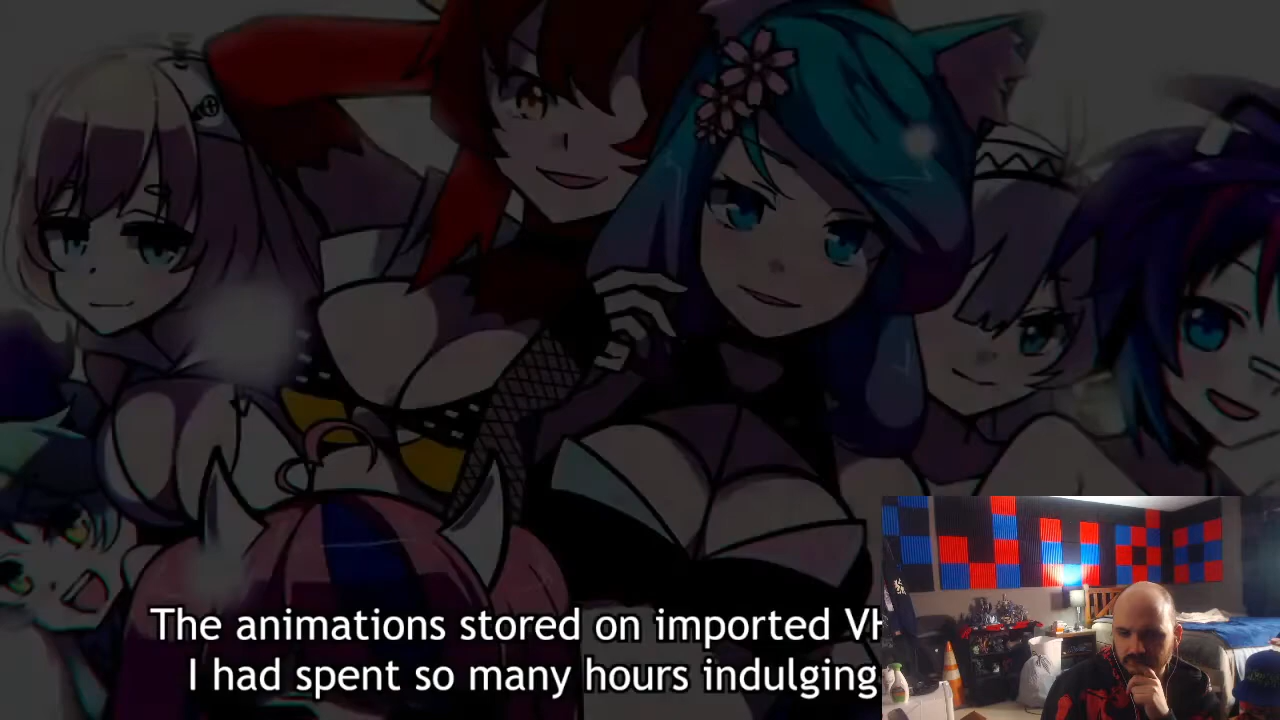 The animations stored on imported
I had spent so many hours indulging